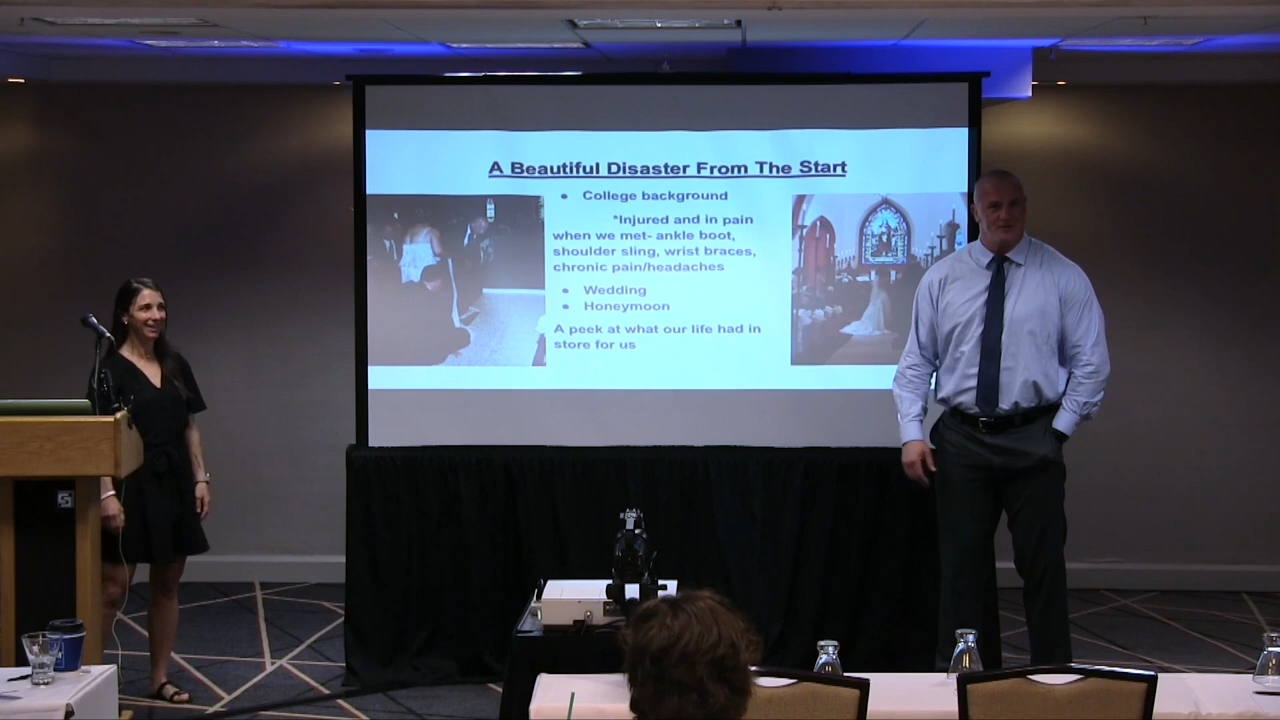 A Beautiful Disaster From The Start
● College background
*Injured and in pain
when we met- ankle boot,
shoulder sling, wrist braces,
chronic pain/headaches
● Wedding
● Honeymoon
A peek at what our life had in
store for us